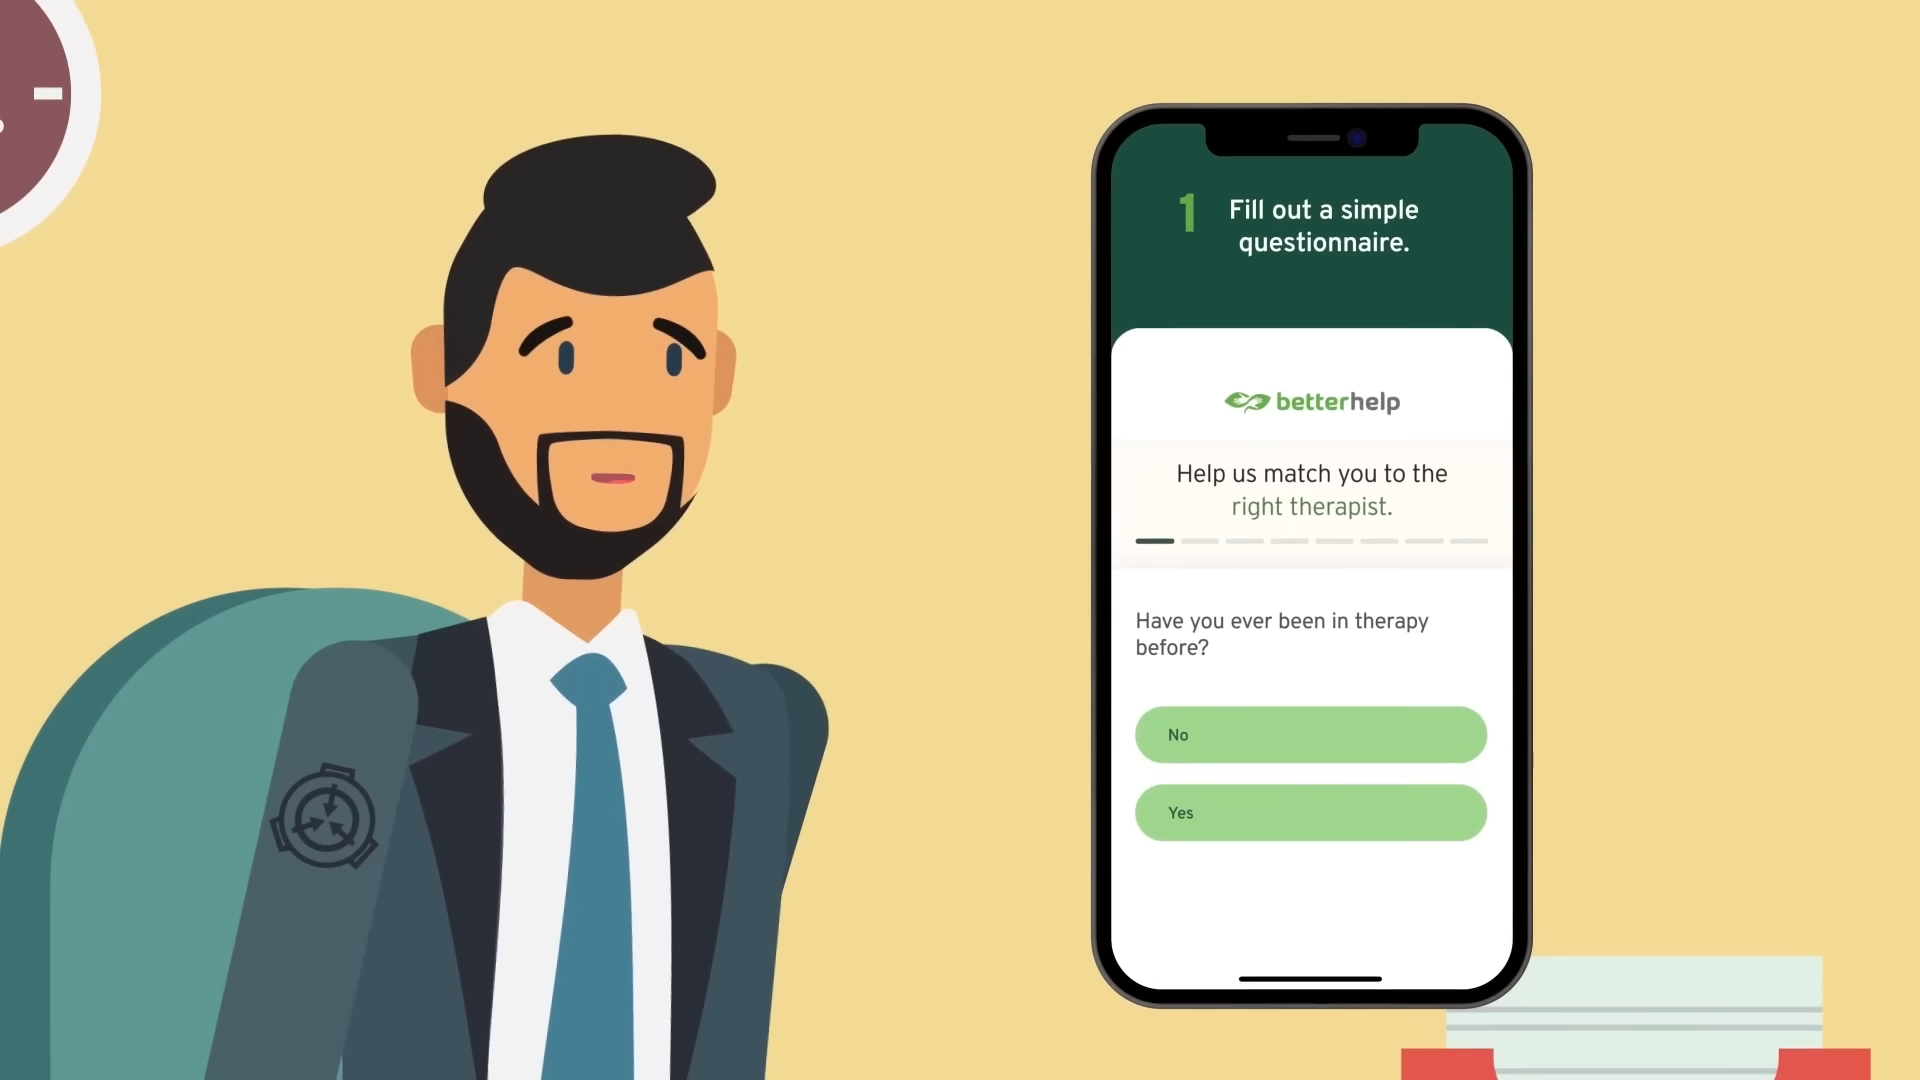 1 Fill out a simple
questionnaire.
betterhelp
Help us match you to the
right therapist.
Have you ever been in therapy
before?
No
Yes